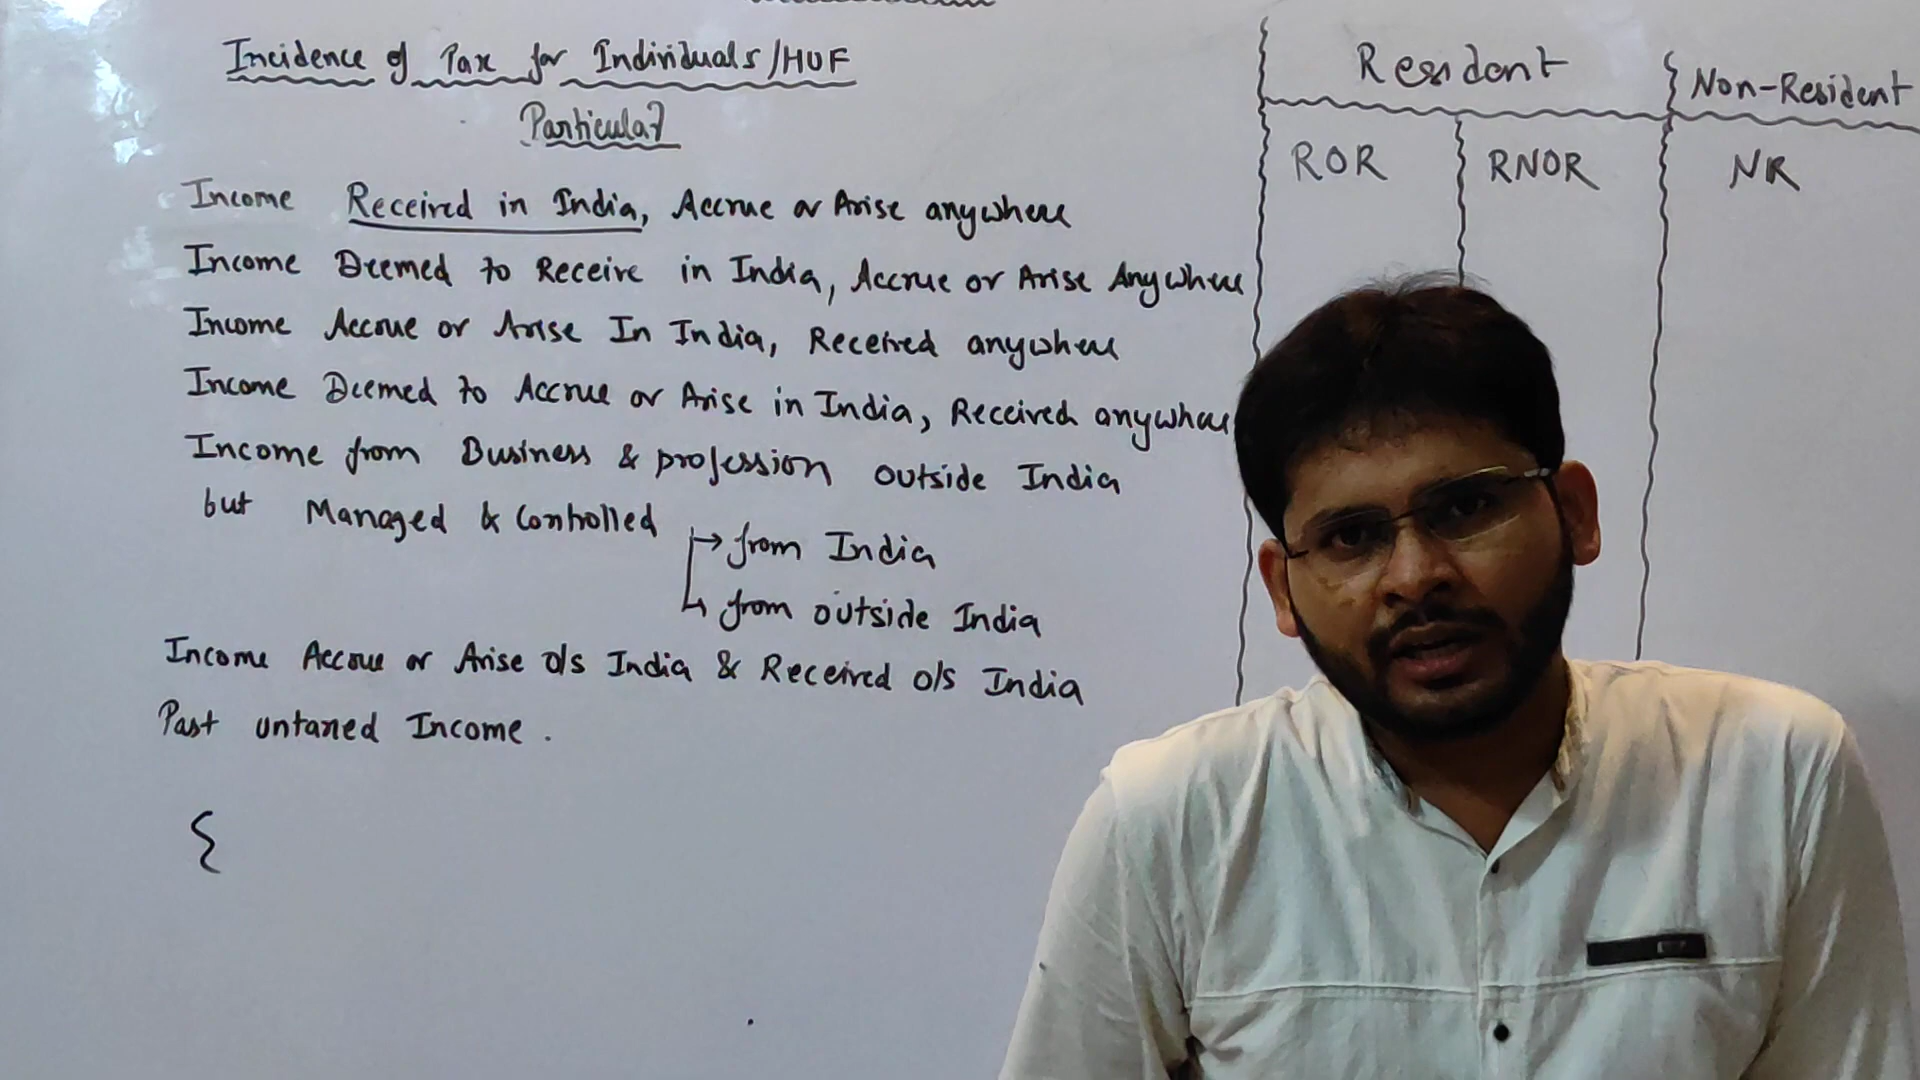 Incidence of Tax for Individuals/HUF
Particular
Resident
Non-Resident
ROR
RNOR
NR
Income Received in India, Accrue or Arise anywhere
Income Deemed to Receive in India, Accrue or Arise Anywhere
Income Accrue or Arise In India, Received anywhere
Income Deemed to Accrue or Arise in India, Received anywhere
Income from Business & profession outside India
but Managed & Controlled
from India
from outside India
Income Accrue or Arise o/s India & Received o/s India
Past untaxed Income.